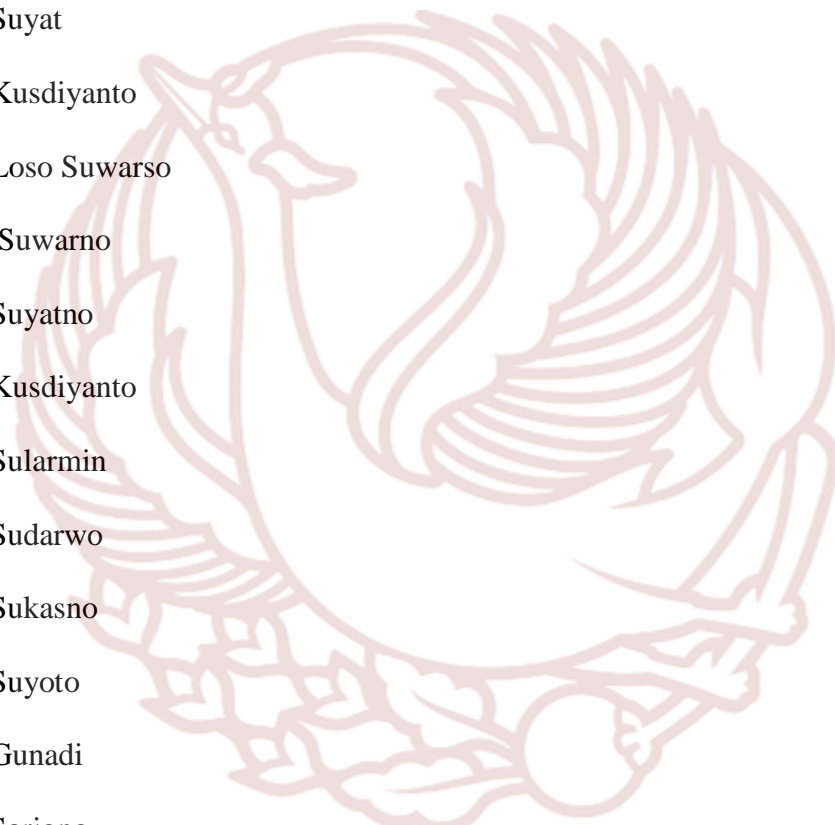 Suyat
Kusdiyanto
Loso Suwarso
Suwarno
Suyatno
Kusdiyanto
Sularmin
Sudarwo
Sukasno
Suyoto
Gunadi